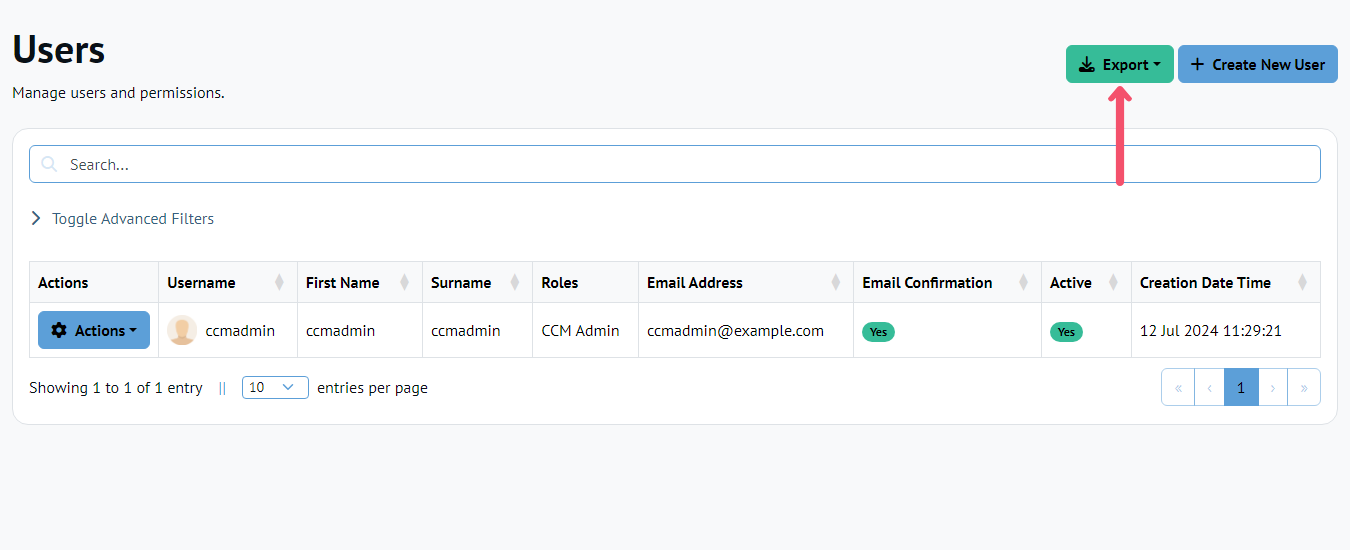 Users
Export
Create New User
Manage users and permissions.
Search...
Toggle Advanced Filters
Actions Username First Name Surname Roles Email Address Email Confirmation Active Creation Date Time
Actions ccmadmin ccmadmin ccmadmin CCM Admin ccmadmin@example.com Yes Yes 12 Jul 2024 11:29:21
Showing 1 to 1 of 1 entry || 10 entries per page « ‹ 1 › »